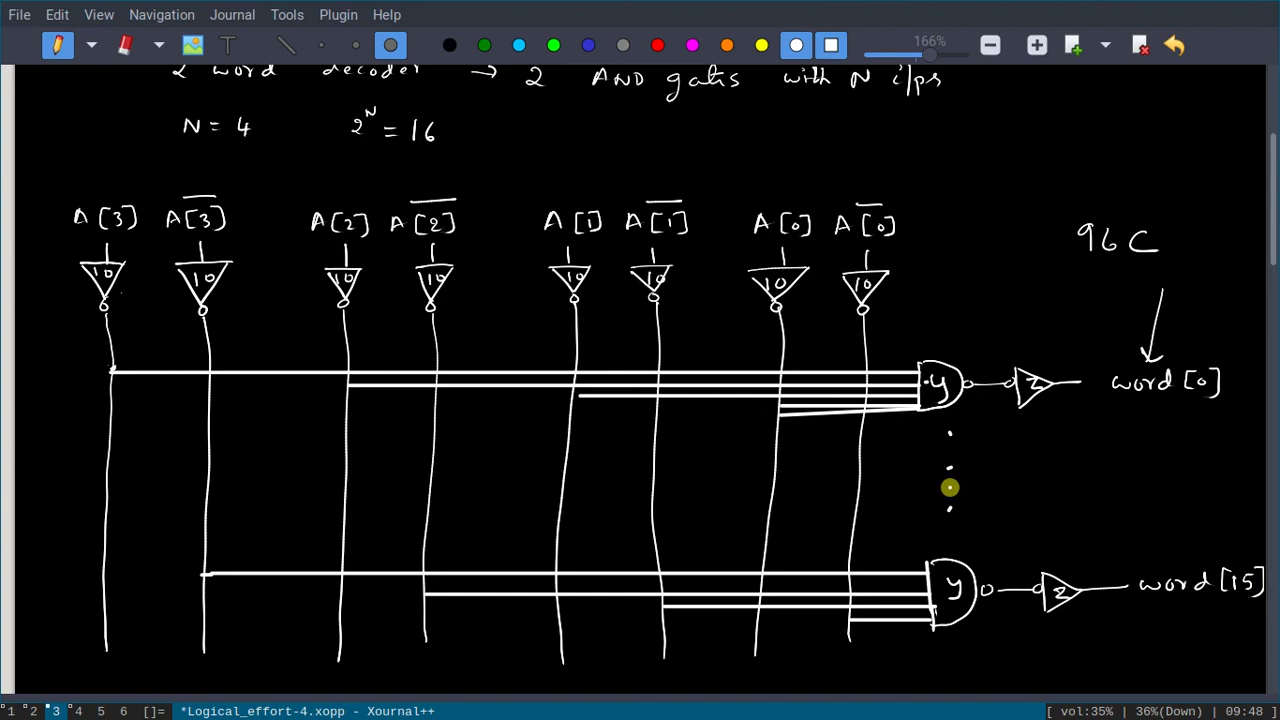 File Edit View Navigation Journal Tools Plugin Help
166%
2 word decoder → 2 AND gates with N i/ps
N = 4 2^N = 16
A[3] A[3̅] A[2] A[2̅] A[1] A[1̅] A[0] A[0̅]
96 C
10 10 10 10 10 10 10 10
y z word [0]
y z word [15]
1 2 3 4 5 6 []= *Logical_effort-4.xopp - Xournal++ [ vol:35% | 36%(Down) | 09:48 ]